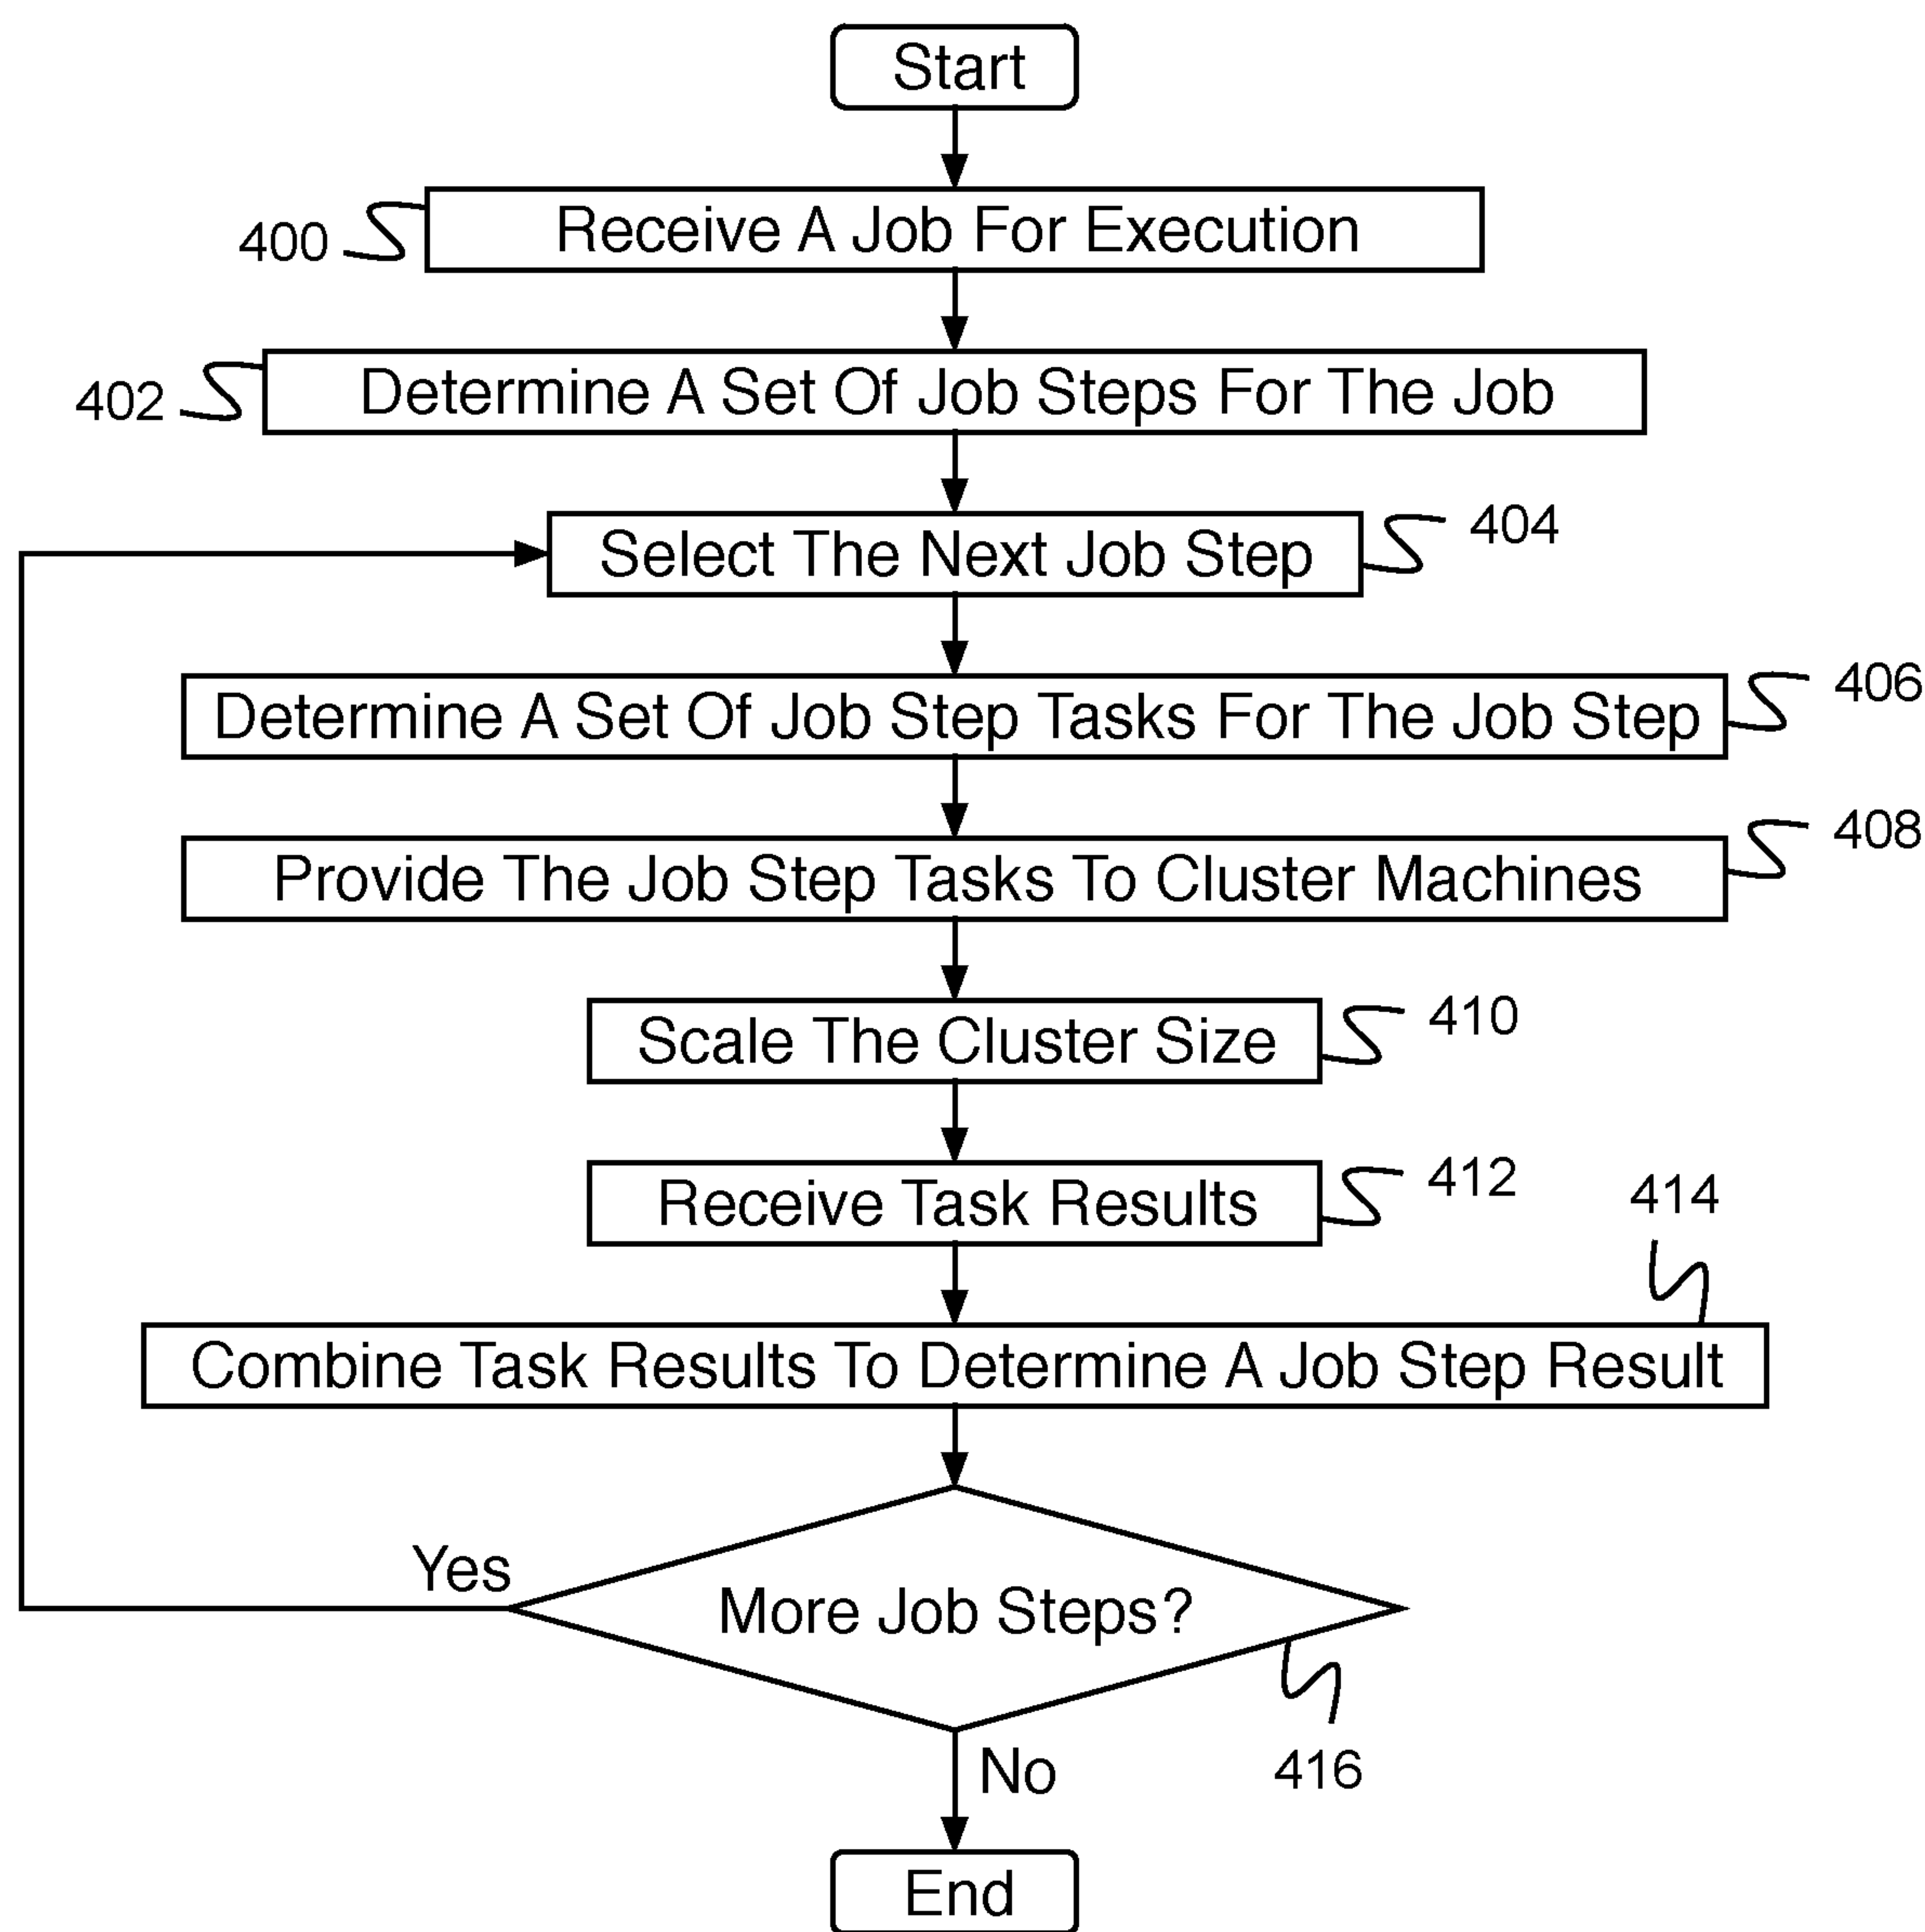 Start
400
Receive A Job For Execution
402
Determine A Set Of Job Steps For The Job
Select The Next Job Step
404
Determine A Set Of Job Step Tasks For The Job Step
406
Provide The Job Step Tasks To Cluster Machines
408
Scale The Cluster Size
410
Receive Task Results
412
414
Combine Task Results To Determine A Job Step Result
Yes
More Job Steps?
No
416
End